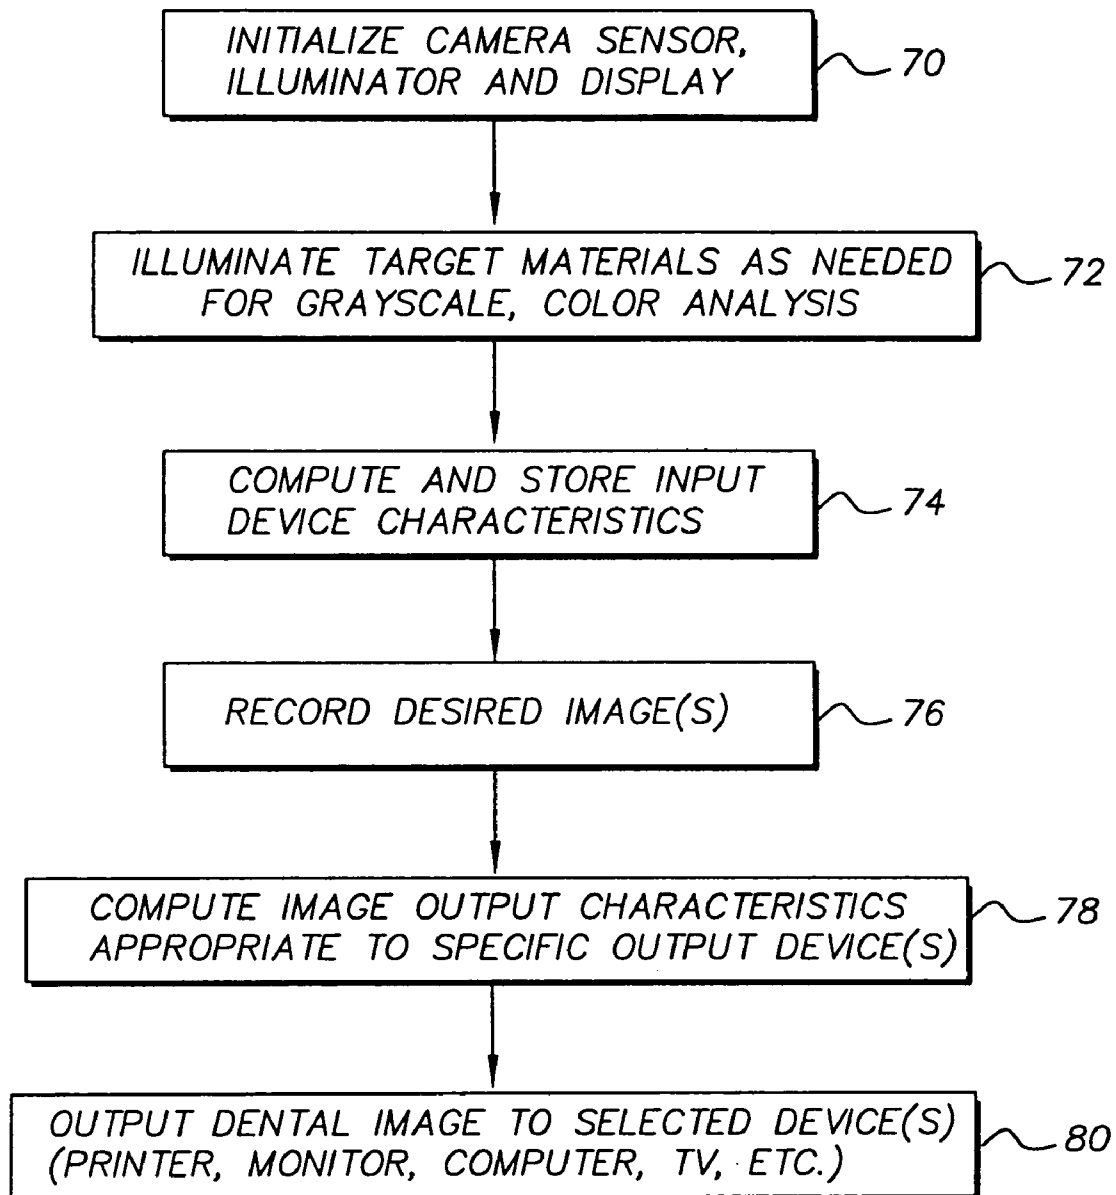 INITIALIZE CAMERA SENSOR,
ILLUMINATOR AND DISPLAY
70
ILLUMINATE TARGET MATERIALS AS NEEDED
FOR GRAYSCALE, COLOR ANALYSIS
72
COMPUTE AND STORE INPUT
DEVICE CHARACTERISTICS
74
RECORD DESIRED IMAGE(S)
76
COMPUTE IMAGE OUTPUT CHARACTERISTICS
APPROPRIATE TO SPECIFIC OUTPUT DEVICE(S)
78
OUTPUT DENTAL IMAGE TO SELECTED DEVICE(S)
(PRINTER, MONITOR, COMPUTER, TV, ETC.)
80